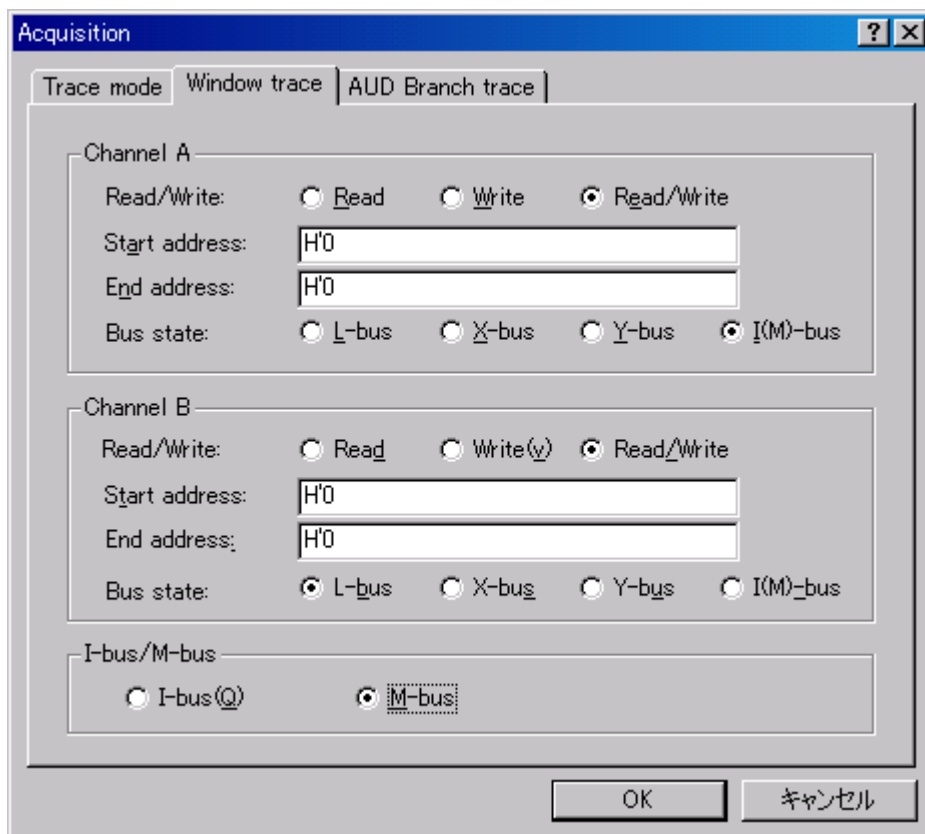 Acquisition
Trace mode Window trace AUD Branch trace
Channel A
Read/Write: Read Write Read/Write
Start address: H'0
End address: H'0
Bus state: L-bus X-bus Y-bus I(M)-bus
Channel B
Read/Write: Read Write(v) Read/Write
Start address: H'0
End address: H'0
Bus state: L-bus X-bus Y-bus I(M)-bus
I-bus/M-bus
I-bus(Q) M-bus
OK キャンセル